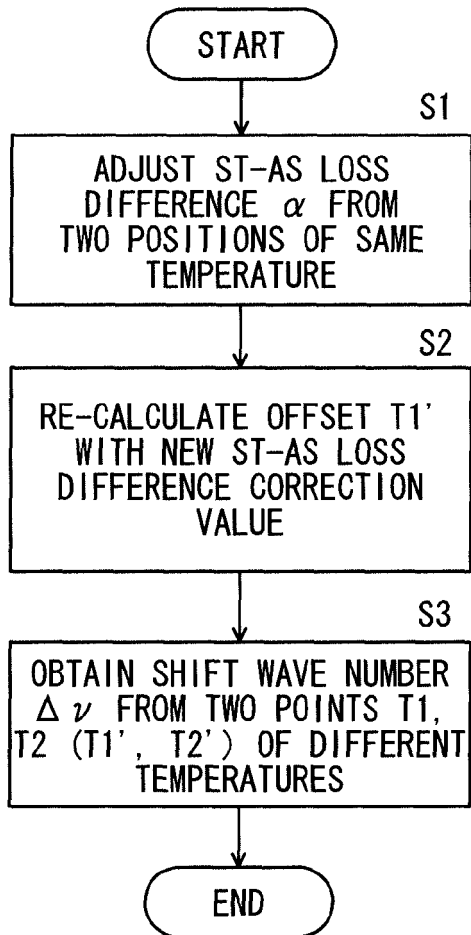 START
S1
ADJUST ST-AS LOSS
DIFFERENCE α FROM
TWO POSITIONS OF SAME
TEMPERATURE
S2
RE-CALCULATE OFFSET T1'
WITH NEW ST-AS LOSS
DIFFERENCE CORRECTION
VALUE
S3
OBTAIN SHIFT WAVE NUMBER
Δν FROM TWO POINTS T1,
T2 (T1', T2') OF DIFFERENT
TEMPERATURES
END